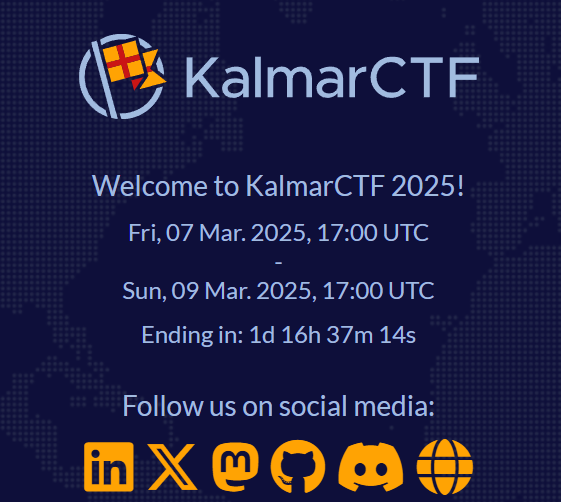 KalmarCTF
Welcome to KalmarCTF 2025!
Fri, 07 Mar. 2025, 17:00 UTC
-
Sun, 09 Mar. 2025, 17:00 UTC
Ending in: 1d 16h 37m 14s
Follow us on social media: